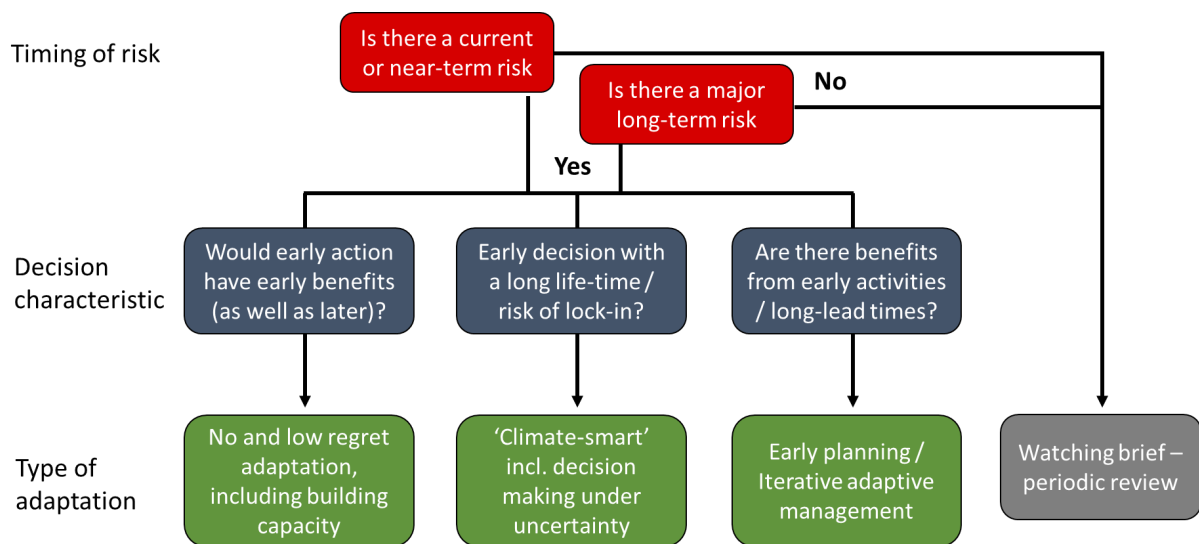 Timing of risk
Is there a current
or near-term risk
Is there a major
long-term risk
No
Yes
Decision
characteristic
Would early action
have early benefits
(as well as later)?
Early decision with
a long life-time /
risk of lock-in?
Are there benefits
from early activities
/ long-lead times?
Type of
adaptation
No and low regret
adaptation,
including building
capacity
‘Climate-smart’
incl. decision
making under
uncertainty
Early planning /
Iterative adaptive
management
Watching brief –
periodic review